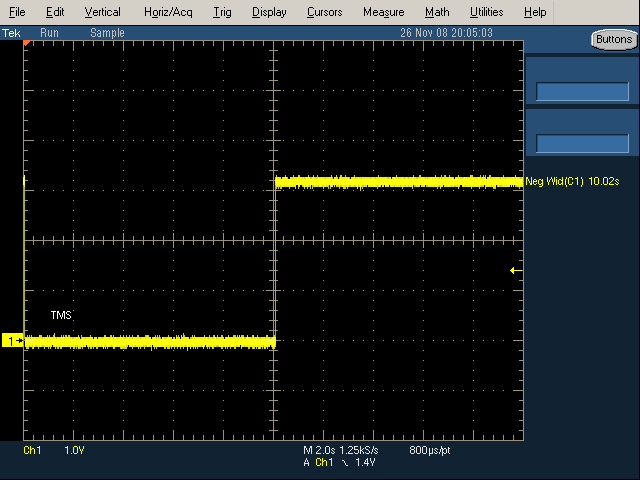 File Edit Vertical Horiz/Acq Trig Display Cursors Measure Math Utilities Help
Tek Run Sample 26 Nov 08 20:05:03 Buttons
Neg Wid(C1) 10.02s
TMS
1
Ch1 1.0V M 2.0s 1.25kS/s 800µs/pt
A Ch1 1.4V